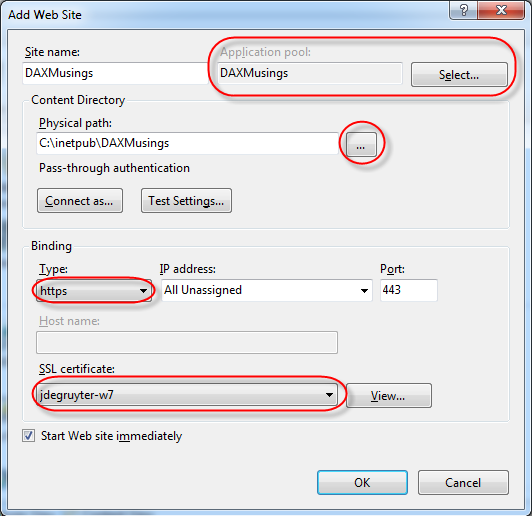 Add Web Site
Site name:
Application pool:
DAXMusings
DAXMusings
Select...
Content Directory
Physical path:
C:\inetpub\DAXMusings
...
Pass-through authentication
Connect as...
Test Settings...
Binding
Type:
IP address:
Port:
https
All Unassigned
443
Host name:
SSL certificate:
jdegruyter-w7
View...
Start Web site immediately
OK
Cancel